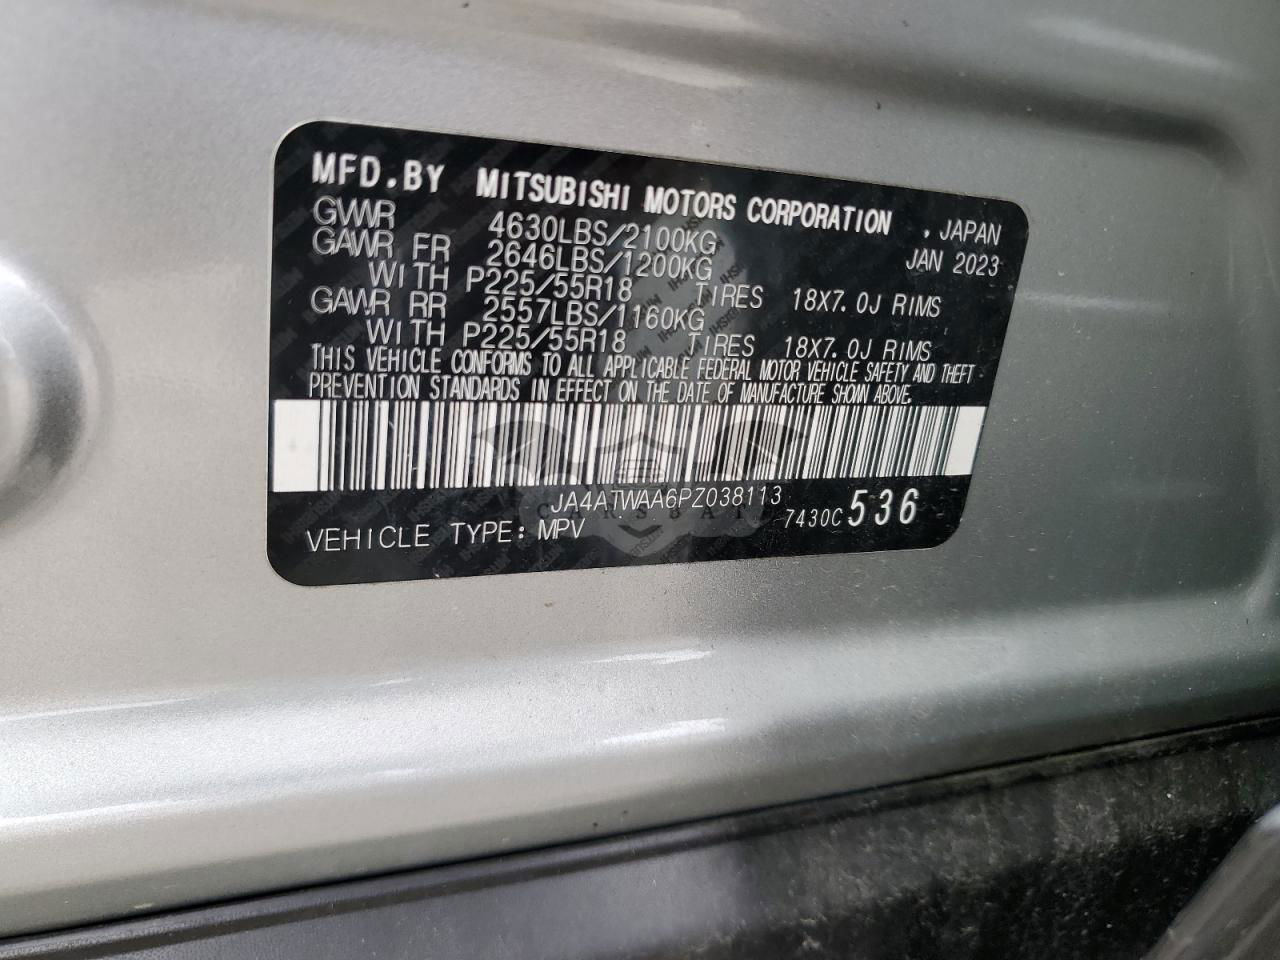 MFD.BY MITSUBISHI MOTORS CORPORATION , JAPAN
GVWR 4630LBS/2100KG JAN 2023
GAWR FR 2646LBS/1200KG
WITH P225/55R18 TIRES 18X7.0J RIMS
GAWR RR 2557LBS/1160KG
WITH P225/55R18 TIRES 18X7.0J RIMS
THIS VEHICLE CONFORMS TO ALL APPLICABLE FEDERAL MOTOR VEHICLE SAFETY AND THEFT
PREVENTION STANDARDS IN EFFECT ON THE DATE OF MANUFACTURE SHOWN ABOVE.
JA4ATWAA6PZ038113
CARSBAT
VEHICLE TYPE: MPV 7430C 536